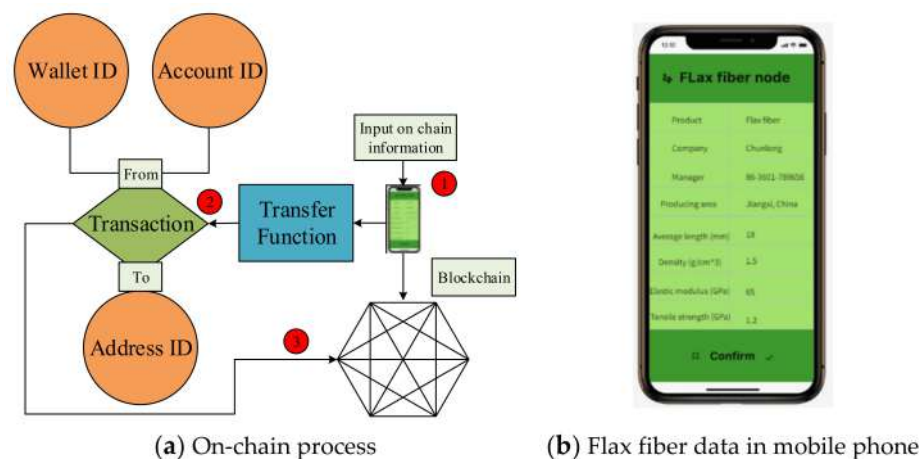 Wallet ID
Account ID
Input on chain
information
From
1
2
Transfer
Function
Transaction
To
Blockchain
3
Address ID
(a) On-chain process
FLax fiber node
Product Flax fiber
Company Chunlong
Manager
Producing area Jiangxi, China
Average length (mm) 18
Density (g/cm^3) 1.5
Elastic modulus (GPa) 65
Tensile strength (GPa) 1.2
Confirm
(b) Flax fiber data in mobile phone